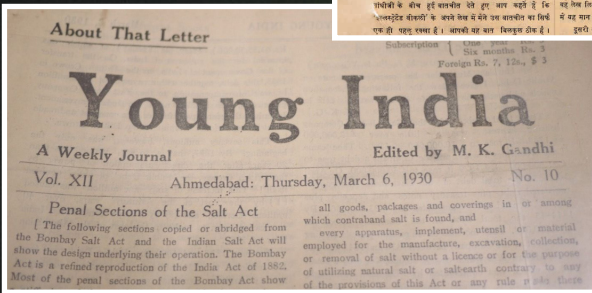 About That Letter
गांधीजी के बीच हुई बातचीत देते हुए आप कहते हैं कि
वीकली' के अपने लेख में मैंने उस बातचीत का सिर्फ
एक ही पहलू रक्खा है। आपकी यह बात बिलकुल ठीक है।
यह लेख
में यह मान
दूसरी
Subscription One year Rs.
Six months Rs. 3
Foreign Rs. 7, 12s., $ 3
Young India
A Weekly Journal
Edited by M. K. Gandhi
Vol. XII Ahmedabad: Thursday, March 6, 1930 No. 10
Penal Sections of the Salt Act
[ The following sections copied or abridged from
the Bombay Salt Act and the Indian Salt Act will
show the design underlying their operation. The Bombay
Act is a refined reproduction of the India Act of 1882.
Most of the penal sections of the Bombay Act show
all goods, packages and coverings in or among
which contraband salt is found, and
every apparatus, implement, utensil or material
employed for the manufacture, excavation, collection,
or removal of salt without a licence or for the purpose
of utilizing natural salt or salt-earth contrary to any
of the provisions of this Act or any rule made there